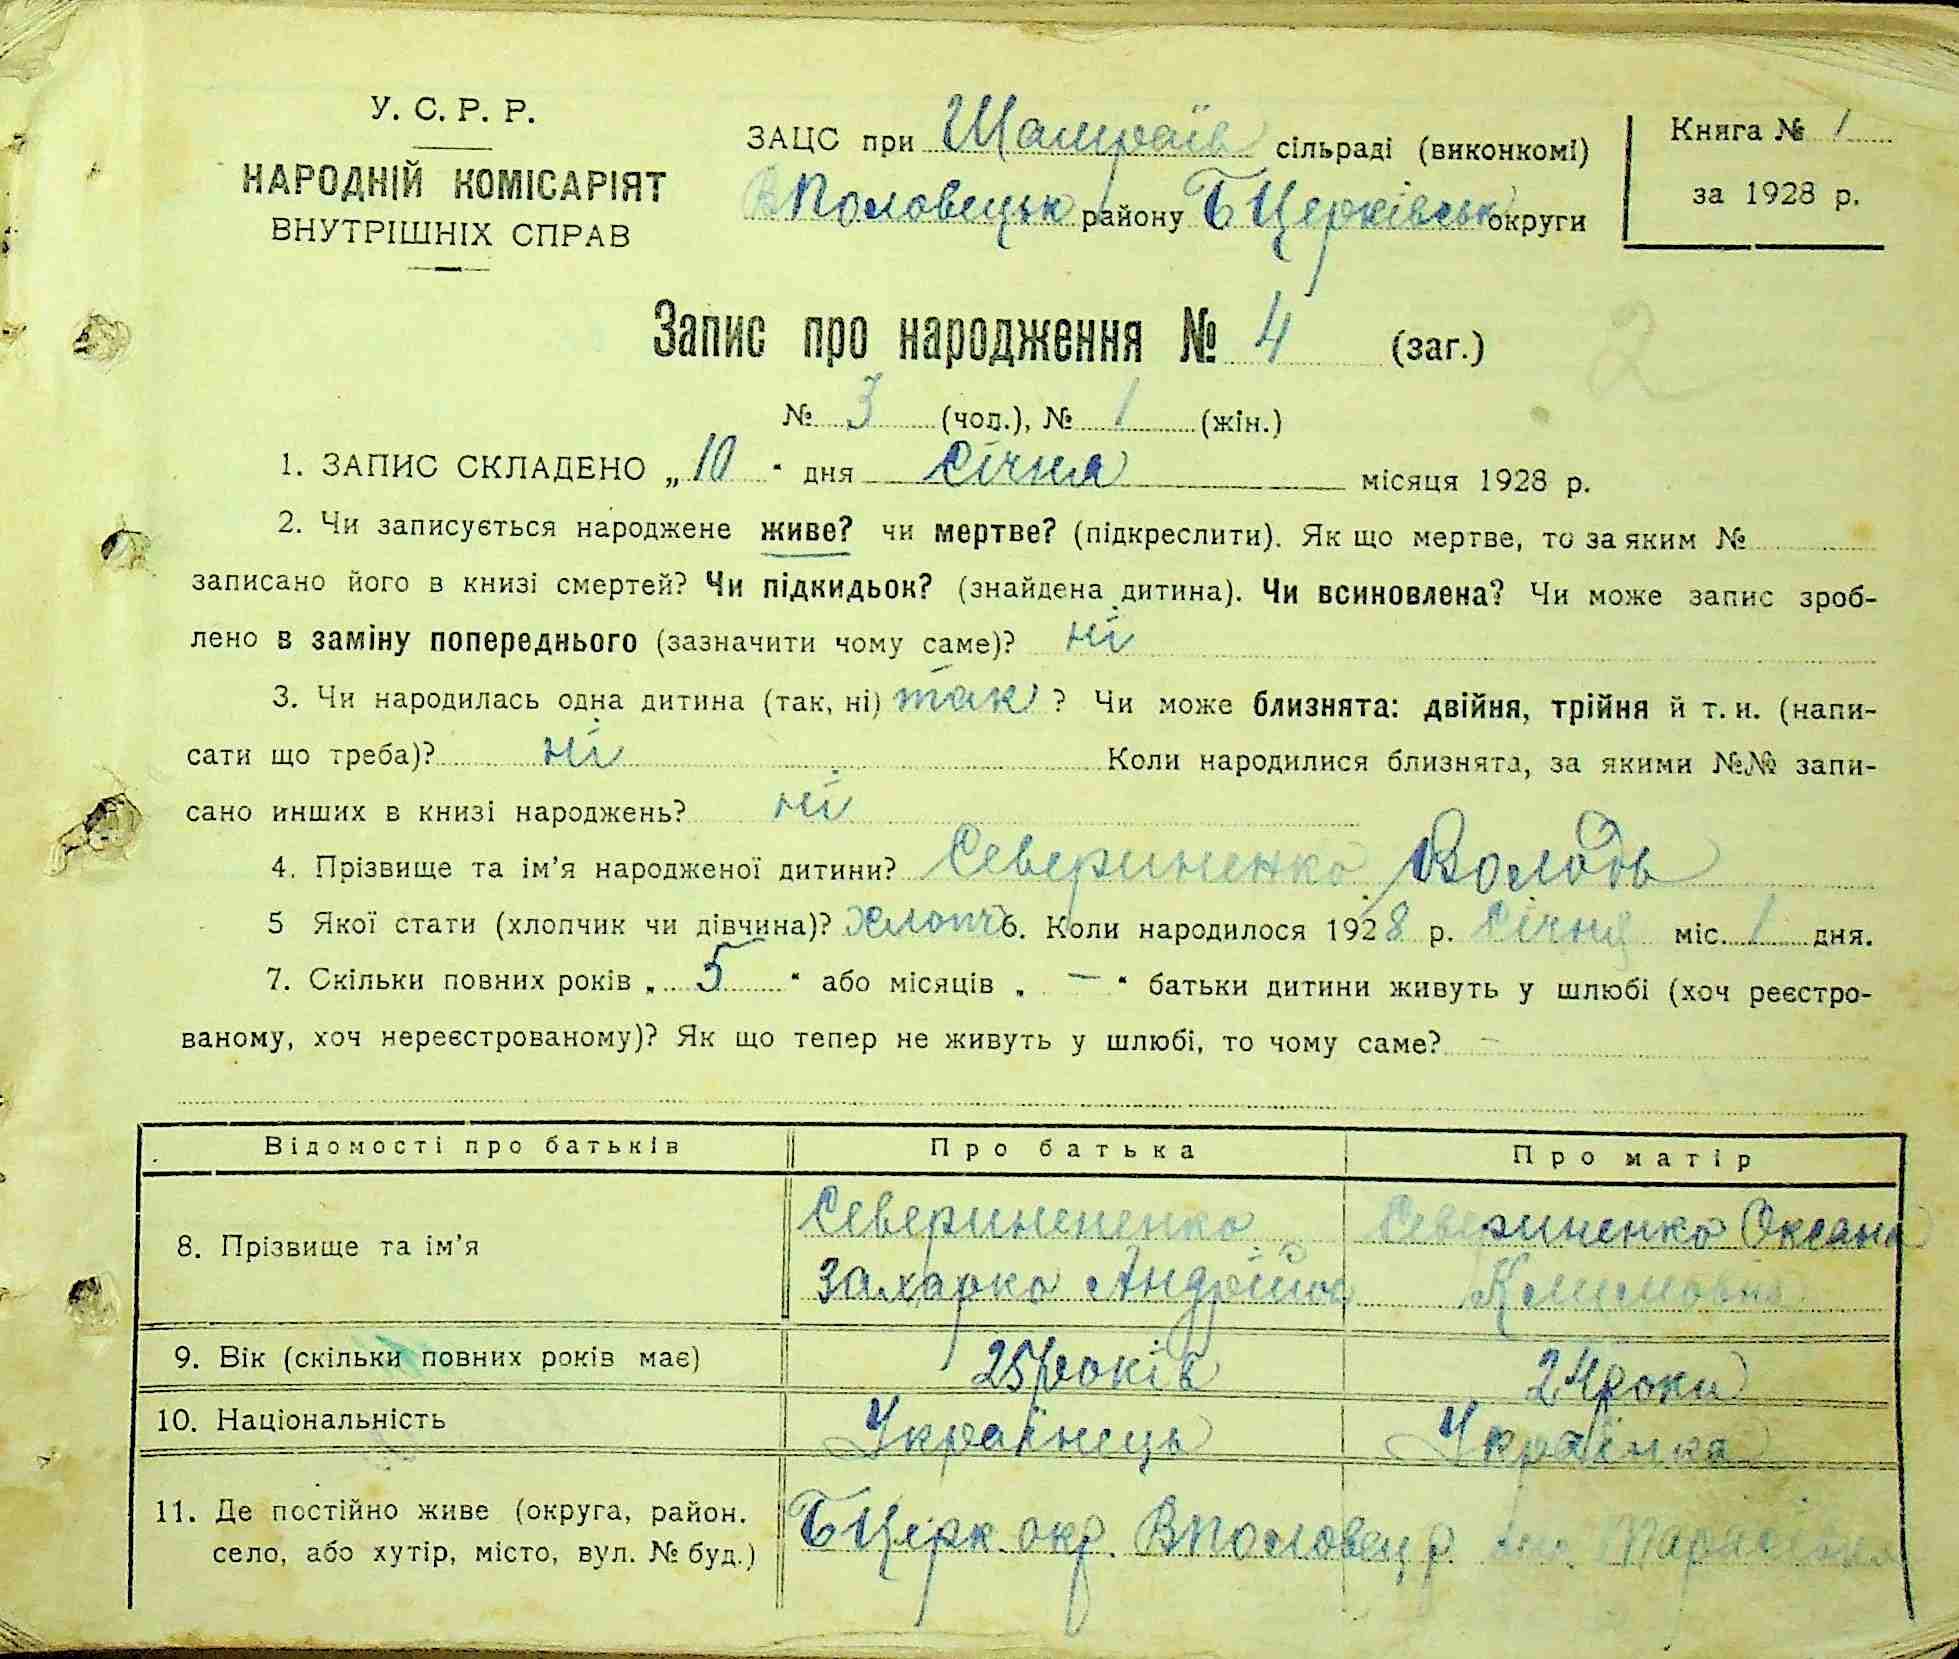 У. С. Р. Р.
НАРОДНІЙ КОМІСАРІЯТ
ВНУТРІШНІХ СПРАВ
ЗАЦС при Шамраїв сільраді (виконкомі)
ВПоловецьк району БЦерківськ округи
Книга № 1
за 1928 р.
Запис про народження № 4 (заг.)
2
№ 3 (чол.), № 1 (жін.)
1. ЗАПИС СКЛАДЕНО „10“ дня Січня місяця 1928 р.
2. Чи записується народжене живе? чи мертве? (підкреслити). Як що мертве, то за яким №
записано його в книзі смертей? Чи підкидьок? (знайдена дитина). Чи всиновлена? Чи може запис зроб-
лено в заміну попереднього (зазначити чому саме)? ні
3. Чи народилась одна дитина (так, ні) так ? Чи може близнята: двійня, трійня й т. и. (напи-
сати що треба)? ні Коли народилися близнята, за якими №№ запи-
сано инших в книзі народжень? ні
4. Прізвище та ім’я народженої дитини? Севериненко Володь
5 Якої стати (хлопчик чи дівчина)? Хлопч 6. Коли народилося 1928 р. Січня міс. 1 дня.
7. Скільки повних років „ 5 “ або місяців „ — “ батьки дитини живуть у шлюбі (хоч реєстро-
ваному, хоч нереєстрованому)? Як що тепер не живуть у шлюбі, то чому саме? —
Відомості про батьків Про батька Про матір
8. Прізвище та ім’я
Севериненненко
Захарко Андрійов
Севериненко Оксана
Климовна
9. Вік (скільки повних років має) 25 років 24 роки
10. Національність Українець Українка
11. Де постійно живе (округа, район.
село, або хутір, місто, вул. № буд.)
БЦерк. окр. ВПоловец р. Тарасівка